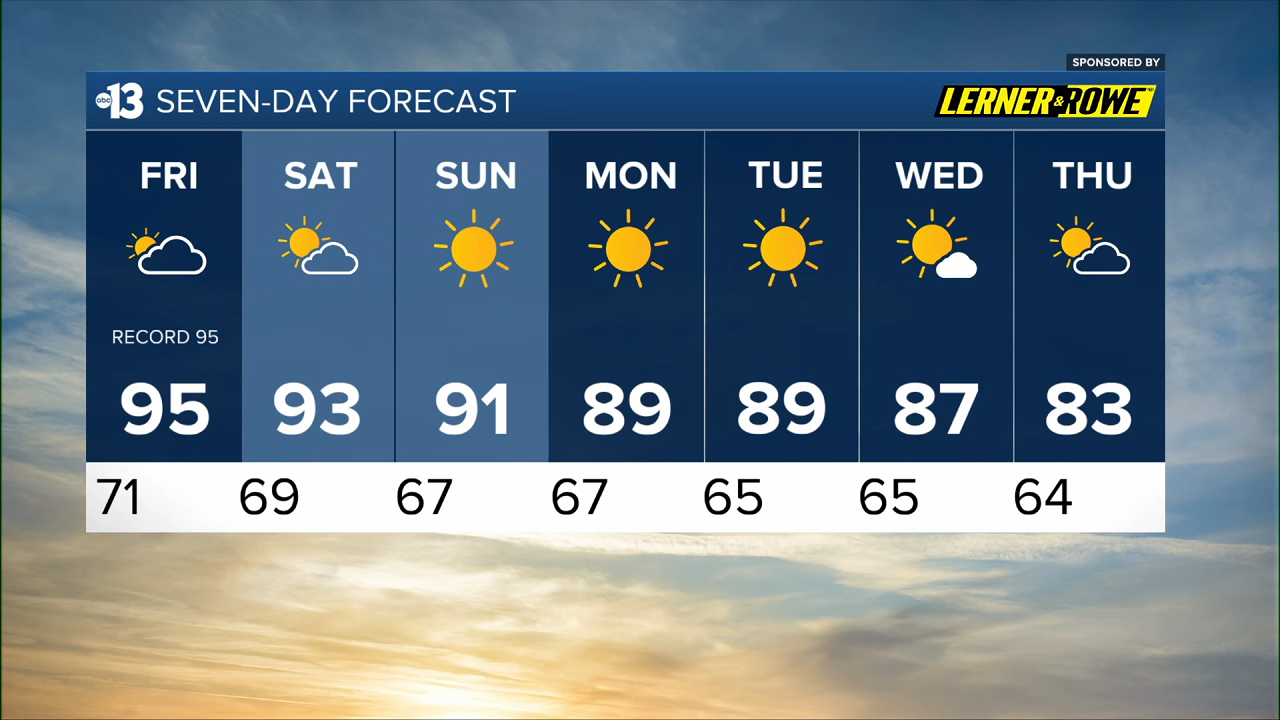 SPONSORED BY
abc 13 SEVEN-DAY FORECAST
LERNER & ROWE®
FRI SAT SUN MON TUE WED THU
RECORD 95
95 93 91 89 89 87 83
71 69 67 67 65 65 64